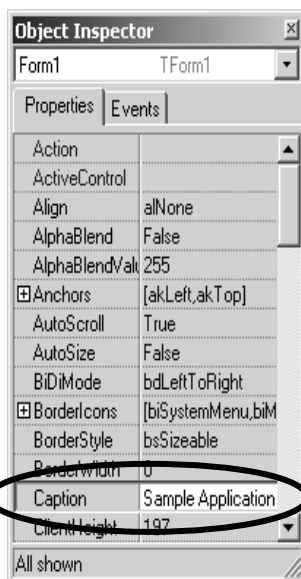 Object Inspector
Form1 TForm1
Properties Events
Action
ActiveControl
Align alNone
AlphaBlend False
AlphaBlendValu 255
Anchors [akLeft,akTop]
AutoScroll True
AutoSize False
BiDiMode bdLeftToRight
BorderIcons [biSystemMenu,biM
BorderStyle bsSizeable
BorderWidth 0
Caption Sample Application
ClientHeight 197
All shown